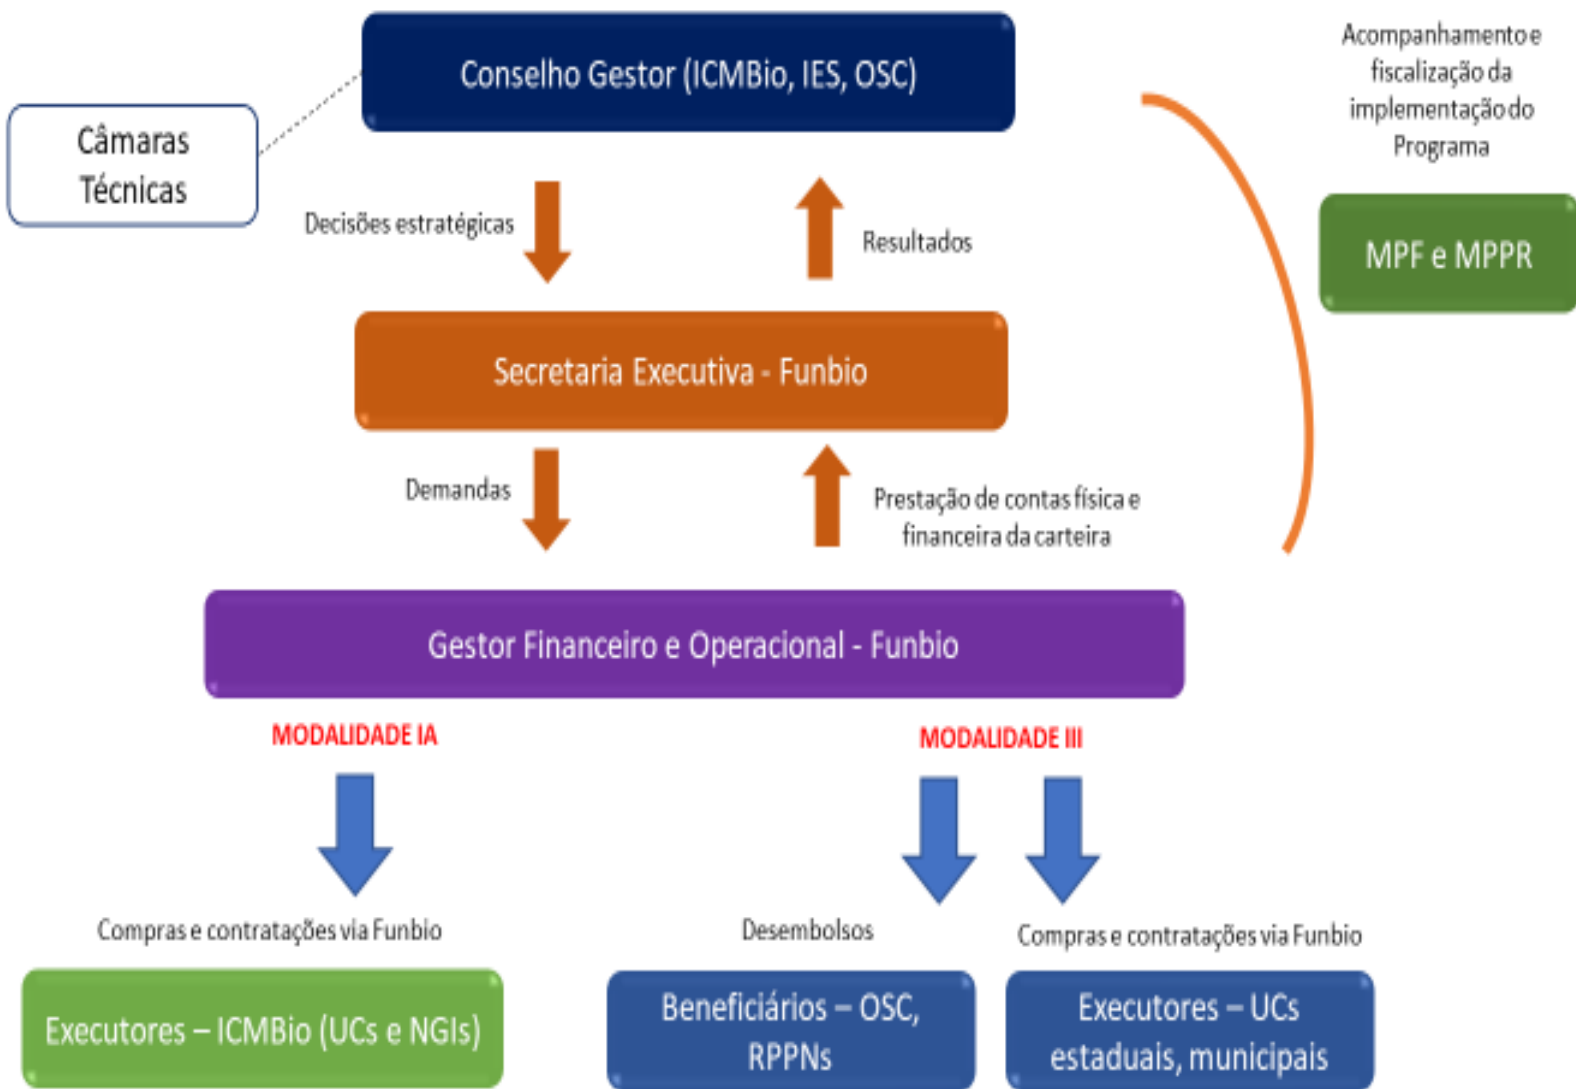 Conselho Gestor (ICMBio, IES, OSC)
Acompanhamento e
fiscalização da
implementação do
Programa
Câmaras
Técnicas
MPF e MPPR
Decisões estratégicas
Resultados
Secretaria Executiva - Funbio
Demandas
Prestação de contas física e
financeira da carteira
Gestor Financeiro e Operacional - Funbio
MODALIDADE IA
MODALIDADE III
Compras e contratações via Funbio
Desembolsos
Compras e contratações via Funbio
Executores – ICMBio (UCs e NGIs)
Beneficiários – OSC,
RPPNs
Executores – UCs
estaduais, municipais